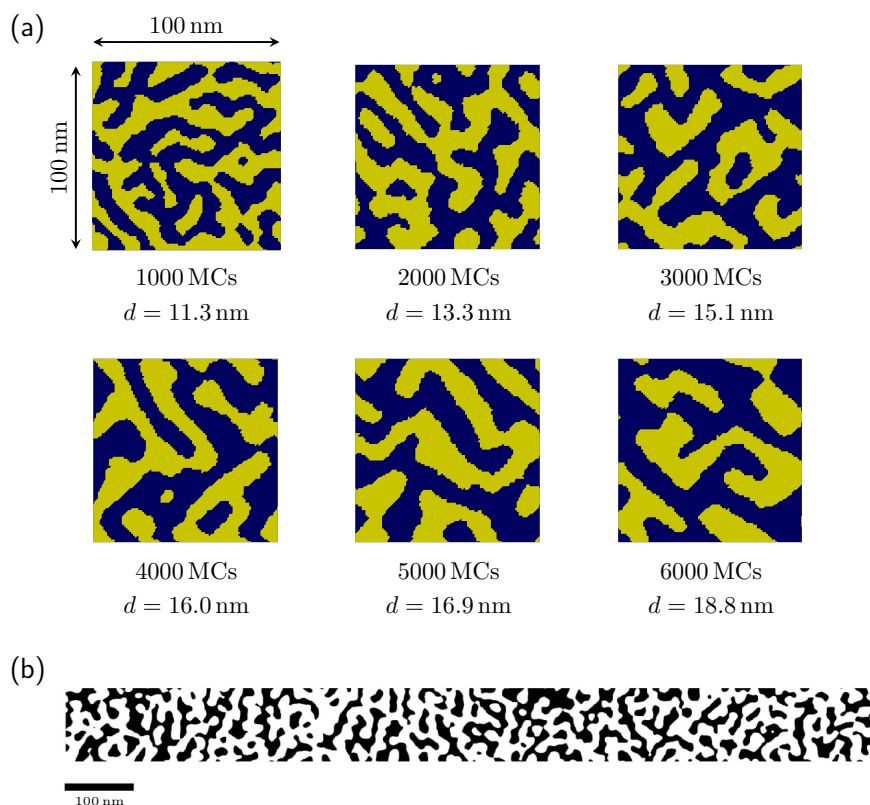 (a)
100 nm
100 nm
1000 MCs
2000 MCs
3000 MCs
d = 11.3 nm
d = 13.3 nm
d = 15.1 nm
4000 MCs
5000 MCs
6000 MCs
d = 16.0 nm
d = 16.9 nm
d = 18.8 nm
(b)
100 nm